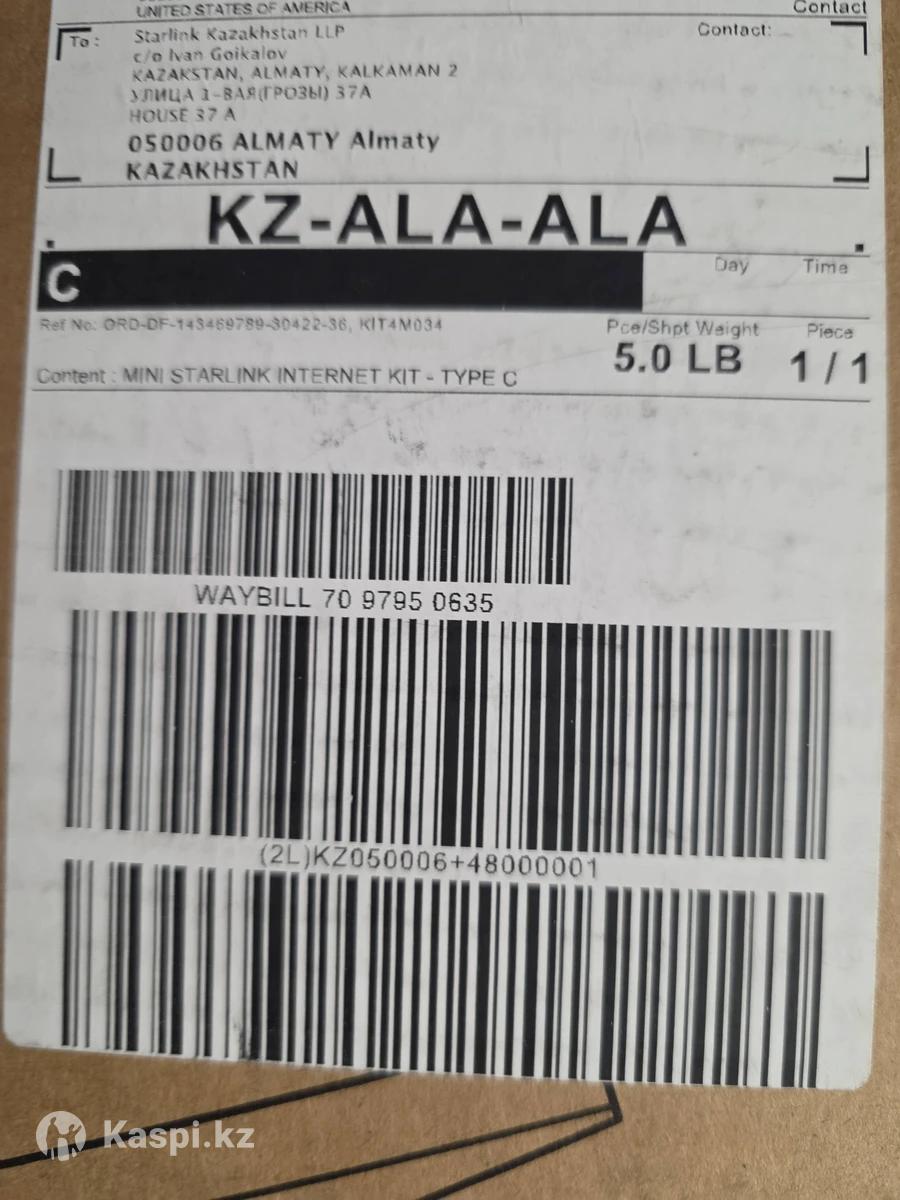 UNITED STATES OF AMERICA
Contact
To :
Starlink Kazakhstan LLP
c/o Ivan Goikalov
KAZAKSTAN, ALMATY, KALKAMAN 2
УЛИЦА 1-ВАЯ(ГРОЗЫ) 37А
HOUSE 37 A
050006 ALMATY Almaty
KAZAKHSTAN
Contact:
KZ-ALA-ALA
C
Day
Time
Ref No: ORD-DF-143469789-30422-36, KIT4M034
Pce/Shpt Weight
Piece
5.0 LB
1 / 1
Content : MINI STARLINK INTERNET KIT - TYPE C
WAYBILL 70 9795 0635
(2L)KZ050006+48000001
Kaspi.kz